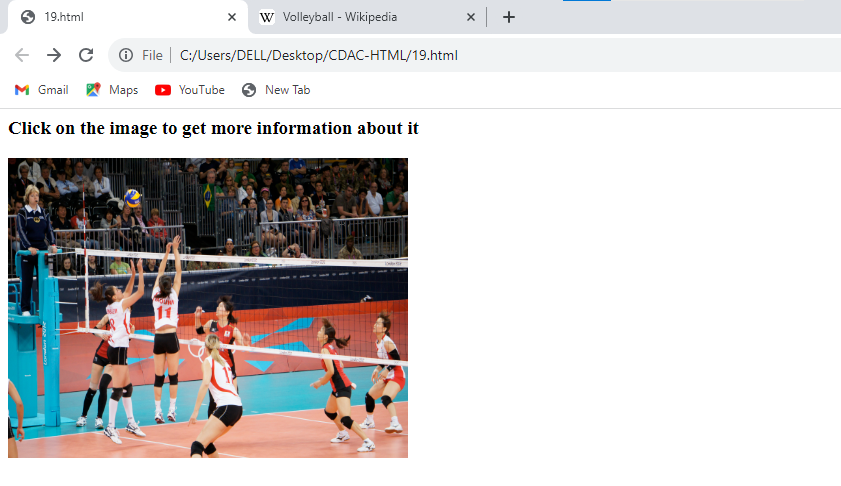 19.html
Volleyball - Wikipedia
File C:/Users/DELL/Desktop/CDAC-HTML/19.html
Gmail Maps YouTube New Tab
Click on the image to get more information about it
11